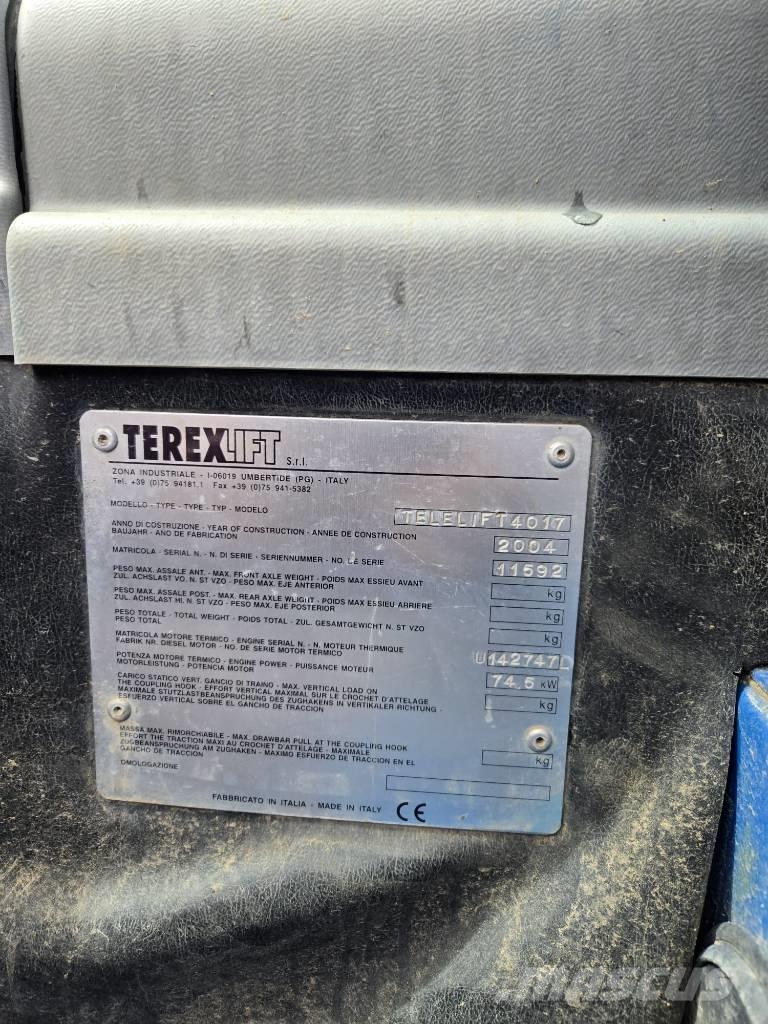 TEREXLIFT S.r.l.
ZONA INDUSTRIALE - I-06019 UMBERTIDE (PG) - ITALY
Tel. +39 (0)75 94181.1 Fax +39 (0)75 941-5382
MODELLO - TYPE - TYPE - TYP - MODELO TELELIFT4017
ANNO DI COSTRUZIONE - YEAR OF CONSTRUCTION - ANNEE DE CONSTRUCTION
BAUJAHR - ANO DE FABRICACIÓN 2004
MATRICOLA - SERIAL N. - N. DI SERIE - SERIENNUMMER - NO. DE SERIE 11592
PESO MAX. ASSALE ANT. - MAX. FRONT AXLE WEIGHT - POIDS MAX ESSIEU AVANT
ZUL. ACHSLAST VO. N. ST VZO - PESO MAX. EJE ANTERIOR kg
PESO MAX. ASSALE POST. - MAX. REAR AXLE WLIGHT - POIDS MAX ESSIEU ARRIERE
ZUL. ACHSLAST HI. N. ST VZO - PESO MAX. EJE POSTERIOR kg
PESO TOTALE - TOTAL WEIGHT - POIDS TOTAL - ZUL. GESAMTGEWICHT N. ST VZO
PESO TOTAL kg
MATRICOLA MOTORE TERMICO - ENGINE SERIAL N. - N. MOTEUR THERMIQUE
FABRIK NR. DIESEL MOTOR - NO. DE SERIE MOTOR TERMICO U142747L
POTENZA MOTORE TERMICO - ENGINE POWER - PUISSANCE MOTEUR
MOTORLEISTUNG - POTENCIA MOTOR 74.5 KW
CARICO STATICO VERT. GANCIO DI TRAINO - MAX. VERTICAL LOAD ON
THE COUPLING HOOK - EFFORT VERTICAL MAXIMAL SUR LE CROCHET D'ATTELAGE
MAXIMALE STUTZLASTBEANSPRUCHUNG DES ZUGHAKENS IN VERTIKALER RICHTUNG -
ESFUERZO VERTICAL SOBRE EL GANCHO DE TRACCION kg
MASSA MAX. RIMORCHIABILE - MAX. DRAWBAR PULL AT THE COUPLING HOOK
EFFORT THE TRACTION MAXI AU CROCHET D'ATTELAGE - MAXIMALE
ZUGBEANSPRUCHUNG AM ZUGHAKEN - MAXIMO ESFUERZO DE TRACCION EN EL
GANCHO DE TRACCION kg
OMOLOGAZIONE
FABBRICATO IN ITALIA - MADE IN ITALY CE
MASCUS